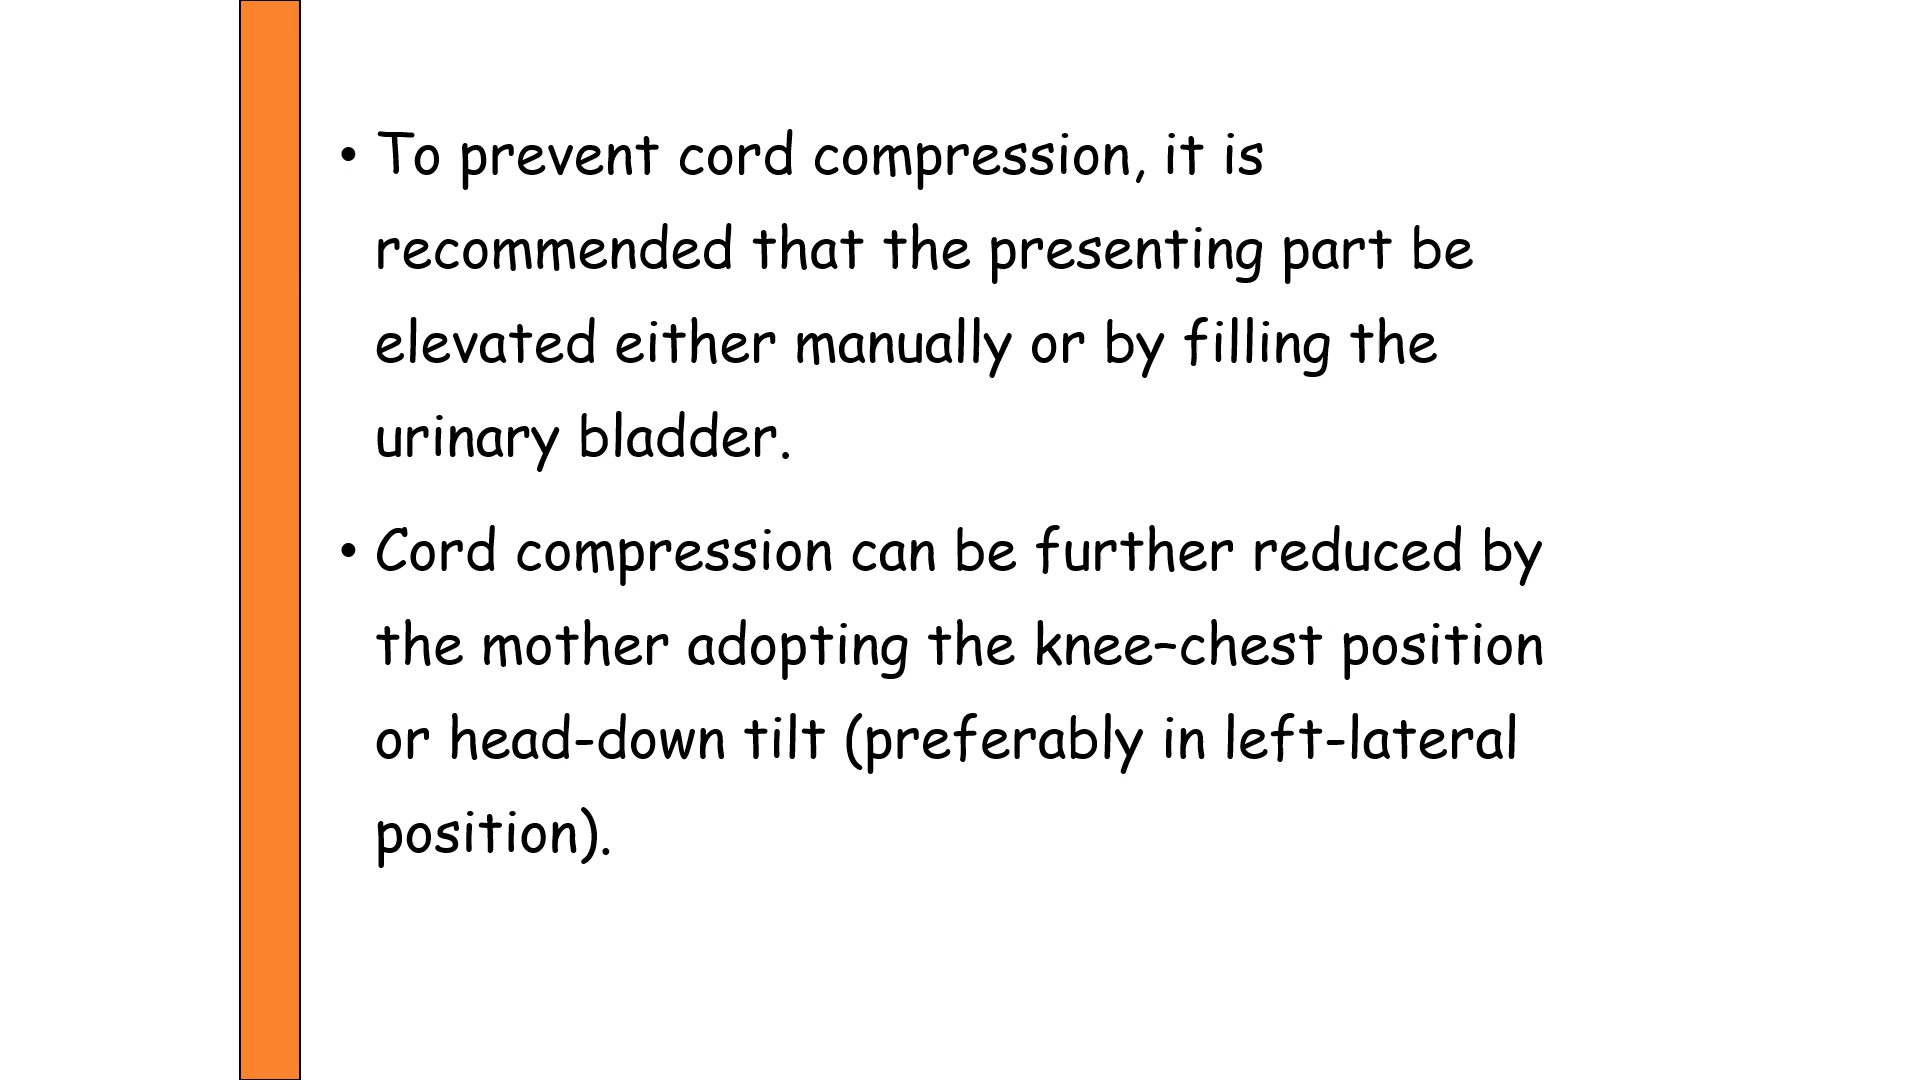 • To prevent cord compression, it is
recommended that the presenting part be
elevated either manually or by filling the
urinary bladder.
• Cord compression can be further reduced by
the mother adopting the knee–chest position
or head-down tilt (preferably in left-lateral
position).